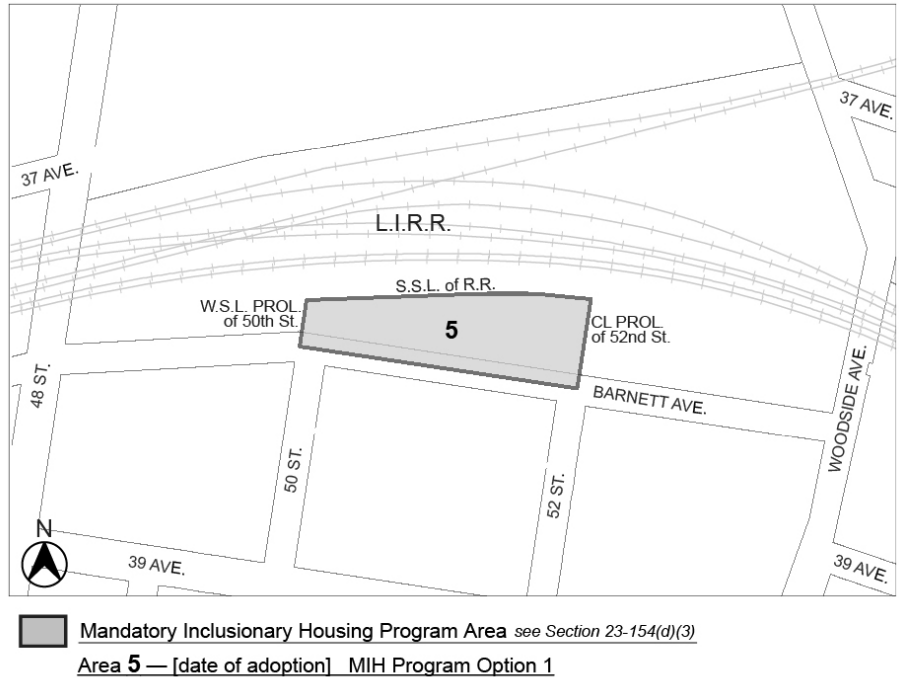 37 AVE.
37 AVE.
L.I.R.R.
S.S.L. of R.R.
W.S.L. PROL.
of 50th St.
5
CL PROL.
of 52nd St.
48 ST.
BARNETT AVE.
WOODSIDE AVE.
50 ST.
52 ST.
N
39 AVE.
39 AVE.
Mandatory Inclusionary Housing Program Area see Section 23-154(d)(3)
Area 5 — [date of adoption] MIH Program Option 1